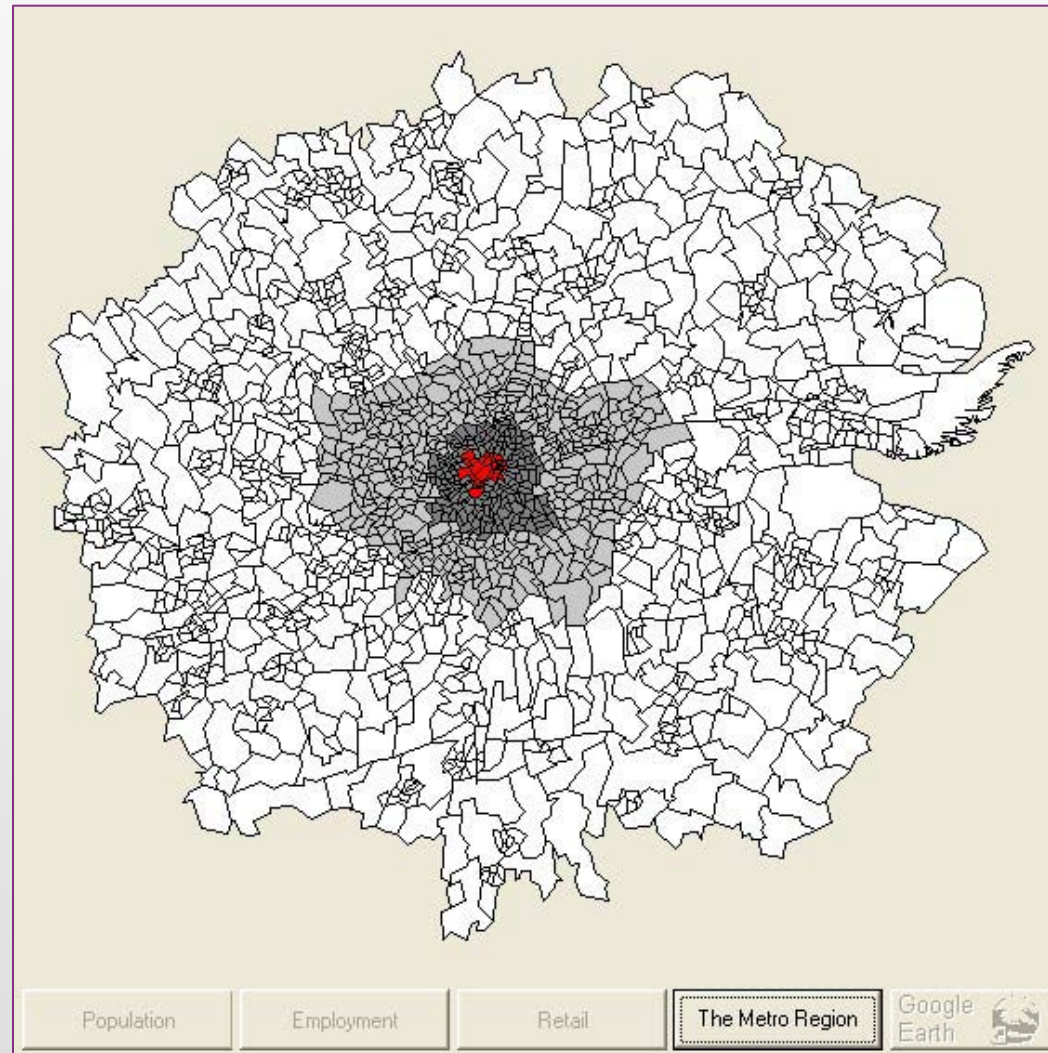 Population
Employment
Retail
The Metro Region
Google
Earth